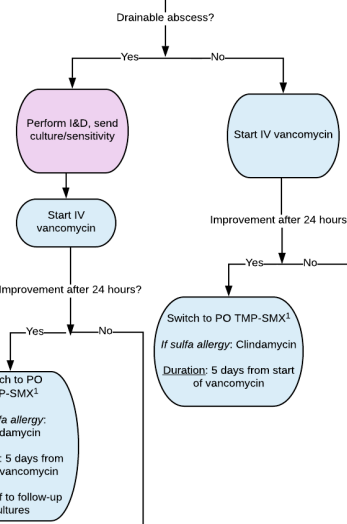 Drainable abscess?
Yes
No
Perform I&D, send
culture/sensitivity
Start IV vancomycin
Start IV
vancomycin
Improvement after 24 hours
Yes
No
Improvement after 24 hours?
Yes
No
Switch to PO TMP-SMX¹
If sulfa allergy: Clindamycin
Duration: 5 days from start
of vancomycin
ch to PO
P-SMX¹
fa allergy:
damycin
: 5 days from
vancomycin
f to follow-up
ultures